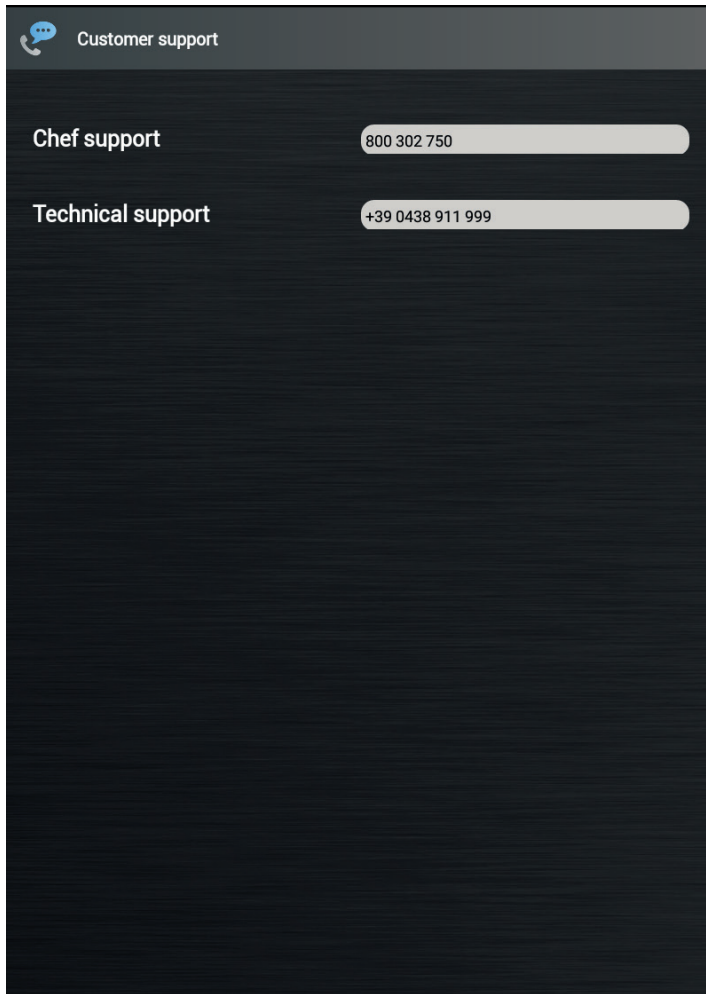 Customer support
Chef support 800 302 750
Technical support +39 0438 911 999